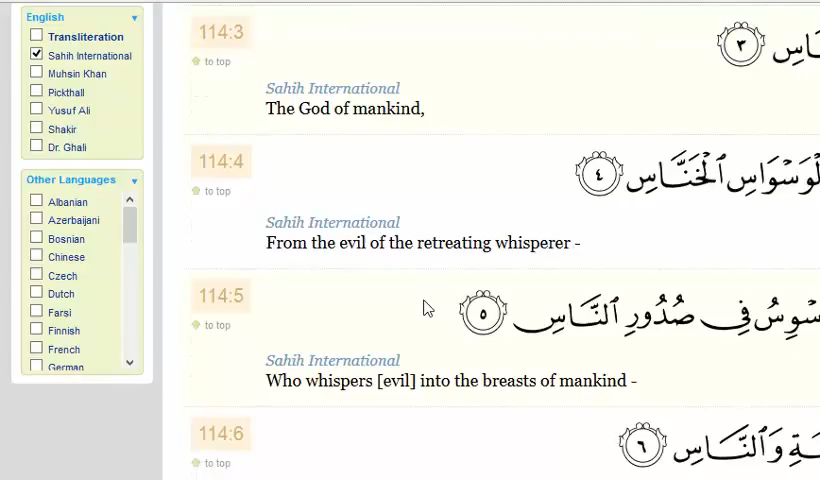 English
Transliteration
Sahih International
Muhsin Khan
Pickthall
Yusuf Ali
Shakir
Dr. Ghali
Other Languages
Albanian
Azerbaijani
Bosnian
Chinese
Czech
Dutch
Farsi
Finnish
French
German
114:3
to top
٣
Sahih International
The God of mankind,
114:4
to top
ٱلْخَنَّاسِ ٤
Sahih International
From the evil of the retreating whisperer -
114:5
to top
فِى صُدُورِ ٱلنَّاسِ ٥
Sahih International
Who whispers [evil] into the breasts of mankind -
114:6
to top
وَٱلنَّاسِ ٦